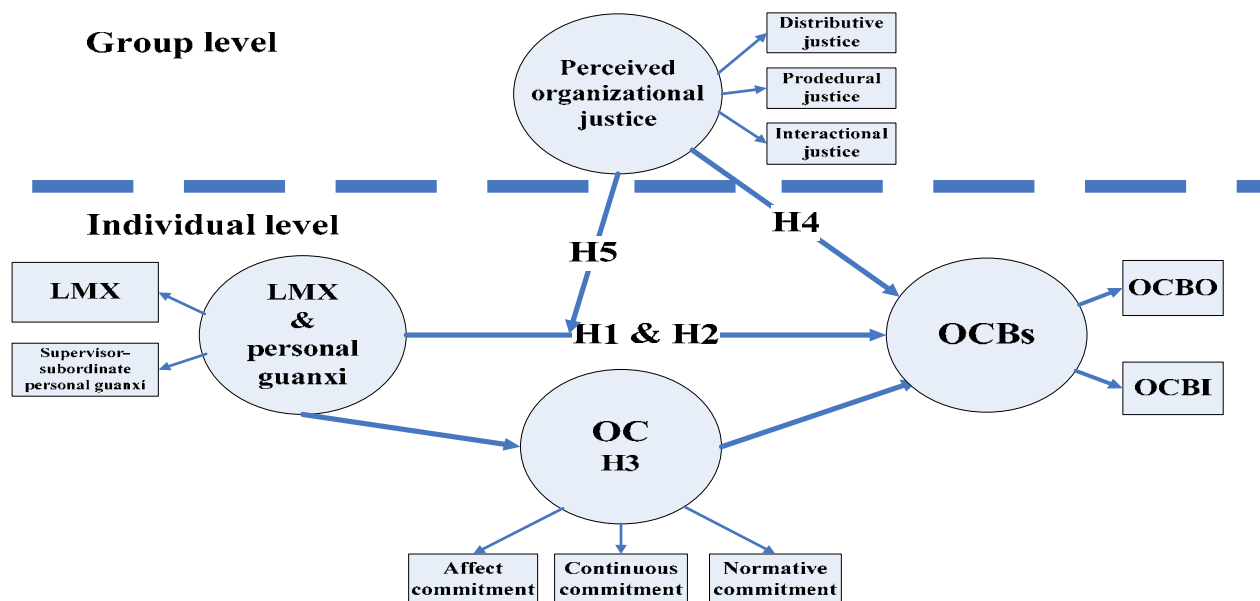 Group level
Perceived
organizational
justice
Distributive
justice
Prodedural
justice
Interactional
justice
Individual level
H5
H4
LMX
Supervisor-
subordinate
personal guanxi
LMX
&
personal
guanxi
H1 & H2
OCBs
OCBO
OCBI
OC
H3
Affect
commitment
Continuous
commitment
Normative
commitment